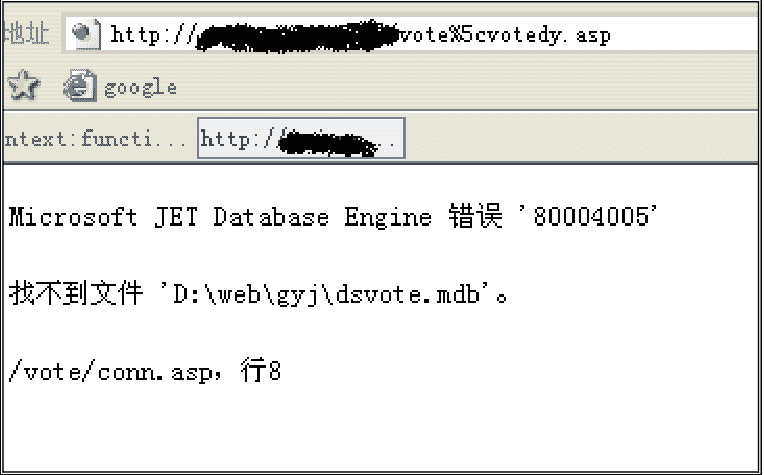 地址 http:// vote%5cvotedy.asp
google
ntext:functi... http:// ..
Microsoft JET Database Engine 错误 '80004005'
找不到文件 'D:\web\gyj\dsvote.mdb'。
/vote/conn.asp，行8